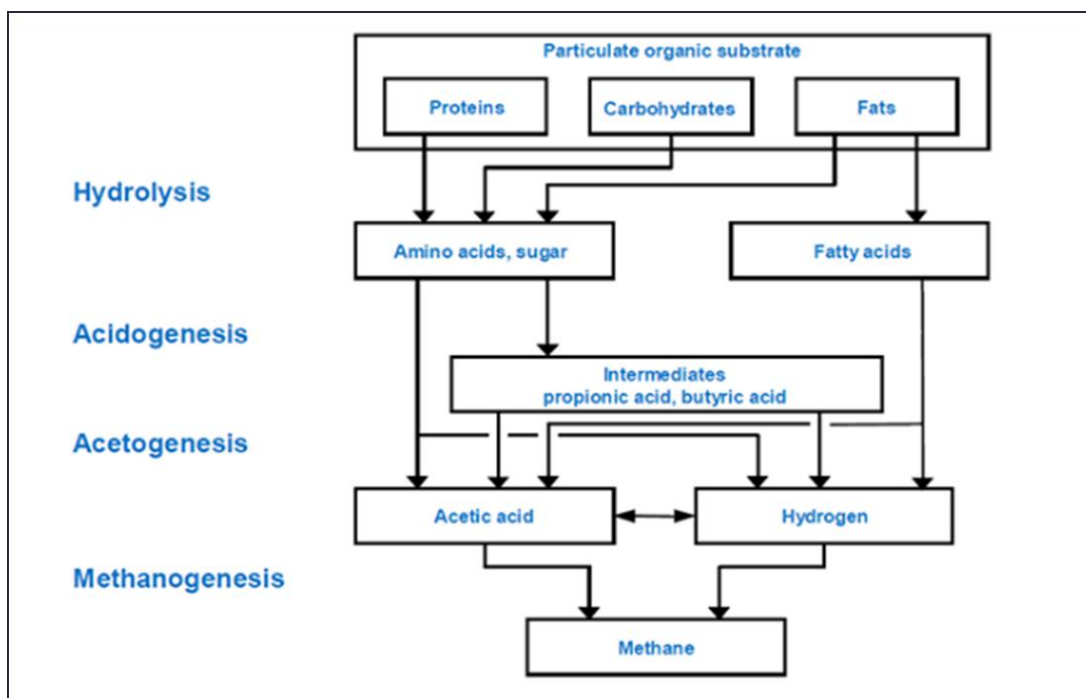 Particulate organic substrate
Proteins
Carbohydrates
Fats
Hydrolysis
Amino acids, sugar
Fatty acids
Acidogenesis
Intermediates
propionic acid, butyric acid
Acetogenesis
Acetic acid
Hydrogen
Methanogenesis
Methane